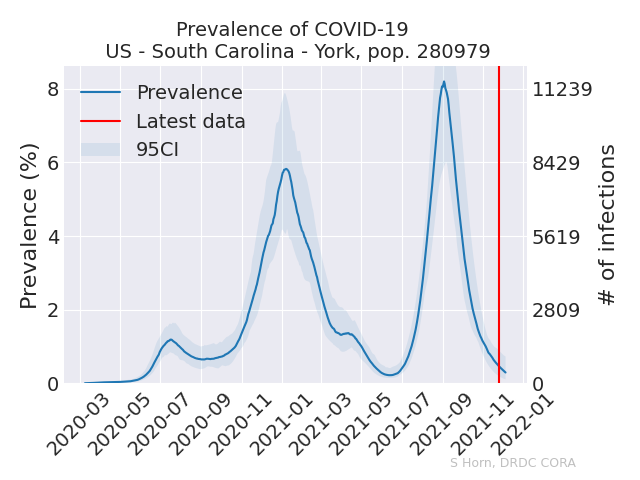 Prevalence of COVID-19
US - South Carolina - York, pop. 280979
Prevalence
Latest data
95CI
Prevalence (%)
8
6
4
2
0
11239
8429
5619
2809
0
# of infections
2020-03
2020-05
2020-07
2020-09
2020-11
2021-01
2021-03
2021-05
2021-07
2021-09
2021-11
2022-01
S Horn, DRDC CORA